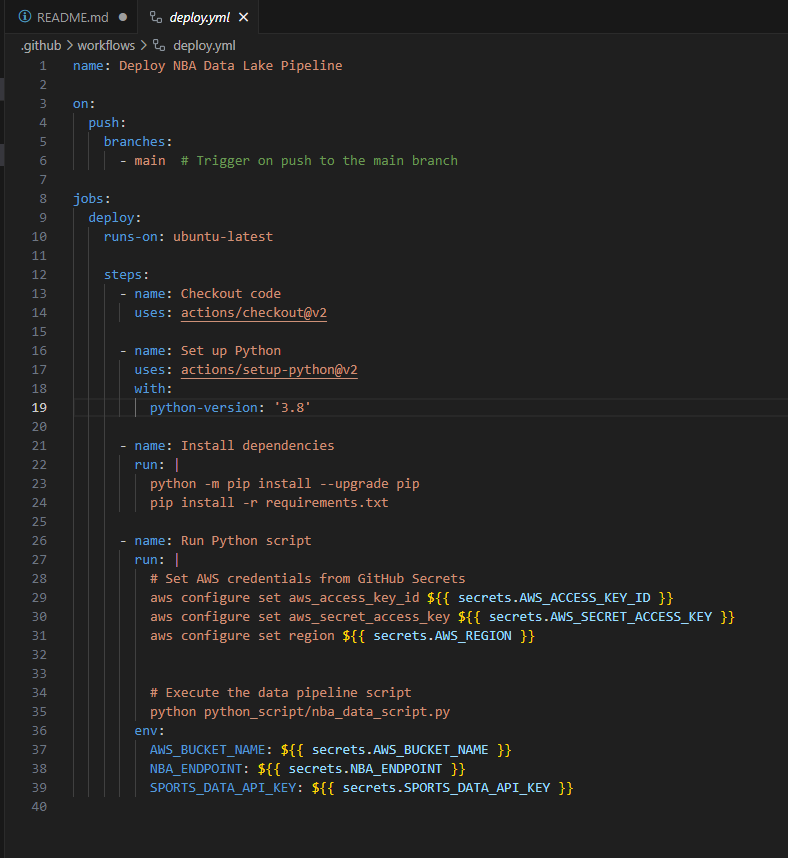 README.md
deploy.yml
.github > workflows > deploy.yml
1 name: Deploy NBA Data Lake Pipeline
2
3 on:
4   push:
5     branches:
6       - main  # Trigger on push to the main branch
7
8 jobs:
9   deploy:
10     runs-on: ubuntu-latest
11
12     steps:
13       - name: Checkout code
14         uses: actions/checkout@v2
15
16       - name: Set up Python
17         uses: actions/setup-python@v2
18         with:
19           python-version: '3.8'
20
21       - name: Install dependencies
22         run: |
23           python -m pip install --upgrade pip
24           pip install -r requirements.txt
25
26       - name: Run Python script
27         run: |
28           # Set AWS credentials from GitHub Secrets
29           aws configure set aws_access_key_id ${{ secrets.AWS_ACCESS_KEY_ID }}
30           aws configure set aws_secret_access_key ${{ secrets.AWS_SECRET_ACCESS_KEY }}
31           aws configure set region ${{ secrets.AWS_REGION }}
32
33
34           # Execute the data pipeline script
35           python python_script/nba_data_script.py
36         env:
37           AWS_BUCKET_NAME: ${{ secrets.AWS_BUCKET_NAME }}
38           NBA_ENDPOINT: ${{ secrets.NBA_ENDPOINT }}
39           SPORTS_DATA_API_KEY: ${{ secrets.SPORTS_DATA_API_KEY }}
40